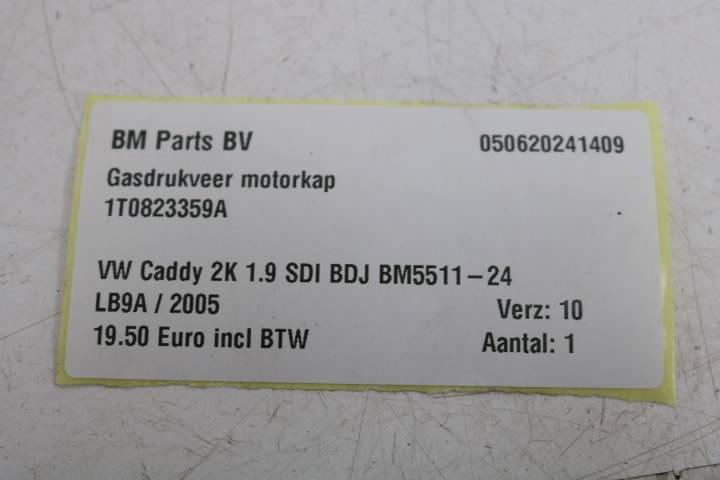 BM Parts BV 050620241409
Gasdrukveer motorkap
1T0823359A
VW Caddy 2K 1.9 SDI BDJ BM5511-24
LB9A / 2005 Verz: 10
19.50 Euro incl BTW Aantal: 1